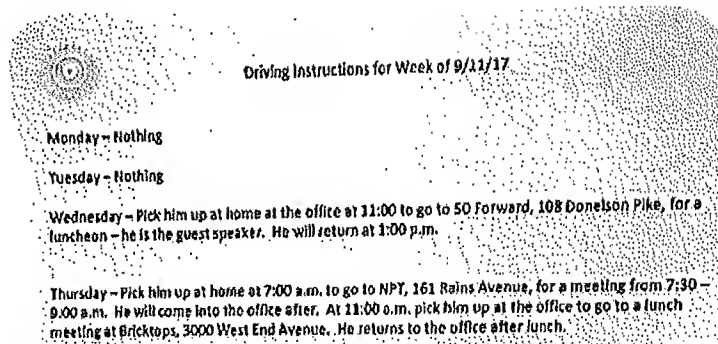 Driving Instructions for Week of 9/11/17
Monday – Nothing
Tuesday – Nothing
Wednesday – Pick him up at home at the office at 11:00 to go to 50 Forward, 108 Donelson Pike, for a
luncheon – he is the guest speaker. He will return at 1:00 p.m.
Thursday – Pick him up at home at 7:00 a.m. to go to NPT, 161 Rains Avenue, for a meeting from 7:30 –
9:00 a.m. He will come into the office after. At 11:00 a.m. pick him up at the office to go to a lunch
meeting at Bricktops, 3000 West End Avenue. He returns to the office after lunch.